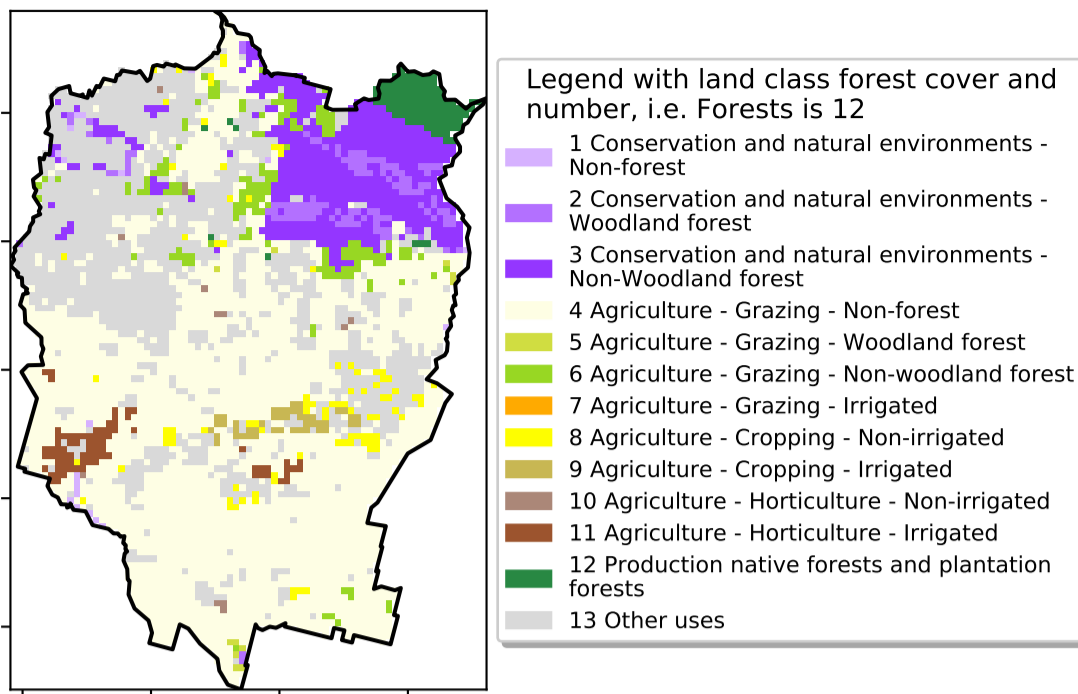 Legend with land class forest cover and
number, i.e. Forests is 12
1 Conservation and natural environments -
Non-forest
2 Conservation and natural environments -
Woodland forest
3 Conservation and natural environments -
Non-Woodland forest
4 Agriculture - Grazing - Non-forest
5 Agriculture - Grazing - Woodland forest
6 Agriculture - Grazing - Non-woodland forest
7 Agriculture - Grazing - Irrigated
8 Agriculture - Cropping - Non-irrigated
9 Agriculture - Cropping - Irrigated
10 Agriculture - Horticulture - Non-irrigated
11 Agriculture - Horticulture - Irrigated
12 Production native forests and plantation
forests
13 Other uses